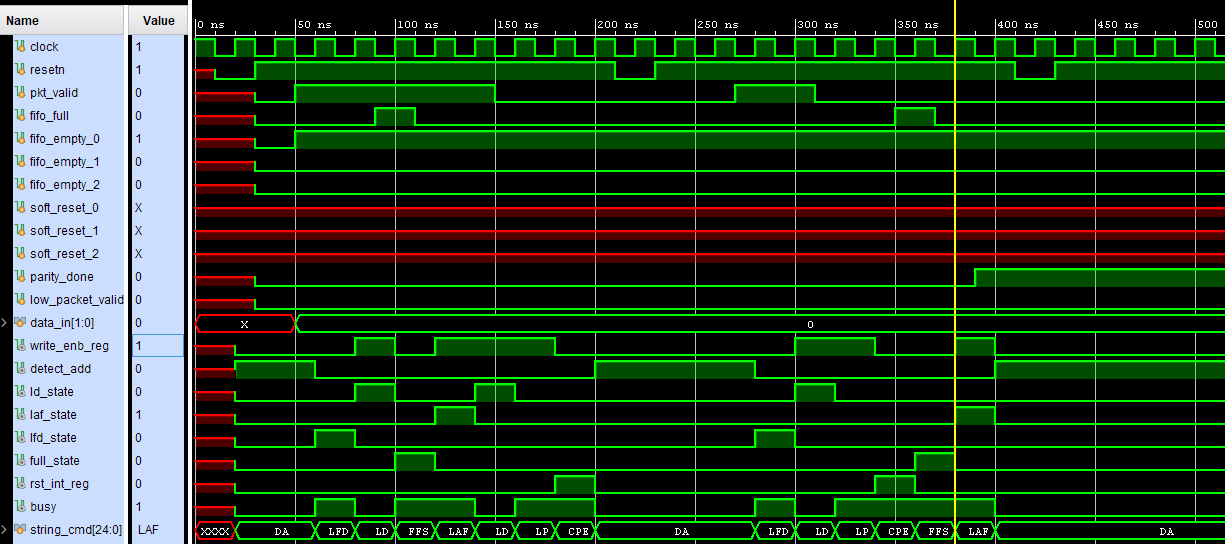 Name Value 0 ns 50 ns 100 ns 150 ns 200 ns 250 ns 300 ns 350 ns 400 ns 450 ns 500
clock 1
resetn 1
pkt_valid 0
fifo_full 0
fifo_empty_0 1
fifo_empty_1 0
fifo_empty_2 0
soft_reset_0 X
soft_reset_1 X
soft_reset_2 X
parity_done 0
low_packet_valid 0
data_in[1:0] 0 X 0
write_enb_reg 1
detect_add 0
ld_state 0
laf_state 1
lfd_state 0
full_state 0
rst_int_reg 0
busy 1
string_cmd[24:0] LAF XXXX DA LFD LD FFS LAF LD LP CPE DA LFD LD LP CPE FFS LAF DA